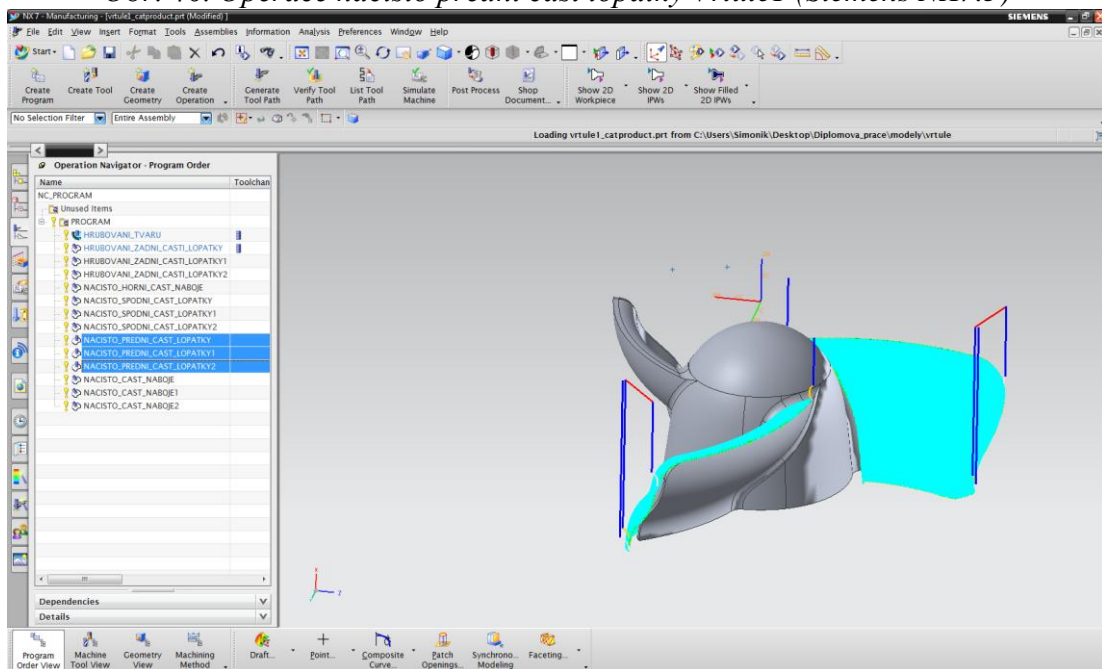 NX 7 - Manufacturing - [vrtule1_catproduct.prt (Modified) ]
SIEMENS
File Edit View Insert Format Tools Assemblies Information Analysis Preferences Window Help
Start
Create Program
Create Tool
Create Geometry
Create Operation
Generate Tool Path
Verify Tool Path
List Tool Path
Simulate Machine
Post Process
Shop Document...
Show 2D Workpiece
Show 2D IPWs
Show Filled 2D IPWs
No Selection Filter
Entire Assembly
Loading vrtule1_catproduct.prt from C:\Users\Simonik\Desktop\Diplomova_prace\modely\vrtule
Operation Navigator - Program Order
Name Toolchan
NC_PROGRAM
Unused Items
PROGRAM
HRUBOVANI_TVARU
HRUBOVANI_ZADNI_CASTI_LOPATKY
HRUBOVANI_ZADNI_CASTI_LOPATKY1
HRUBOVANI_ZADNI_CASTI_LOPATKY2
NACISTO_HORNI_CAST_NABOJE
NACISTO_SPODNI_CAST_LOPATKY
NACISTO_SPODNI_CAST_LOPATKY1
NACISTO_SPODNI_CAST_LOPATKY2
NACISTO_PREDNI_CAST_LOPATKY
NACISTO_PREDNI_CAST_LOPATKY1
NACISTO_PREDNI_CAST_LOPATKY2
NACISTO_CAST_NABOJE
NACISTO_CAST_NABOJE1
NACISTO_CAST_NABOJE2
Dependencies
Details
Program Order View
Machine Tool View
Geometry View
Machining Method
Draft...
Point...
Composite Curve...
Patch Openings...
Synchrono... Modeling
Faceting...